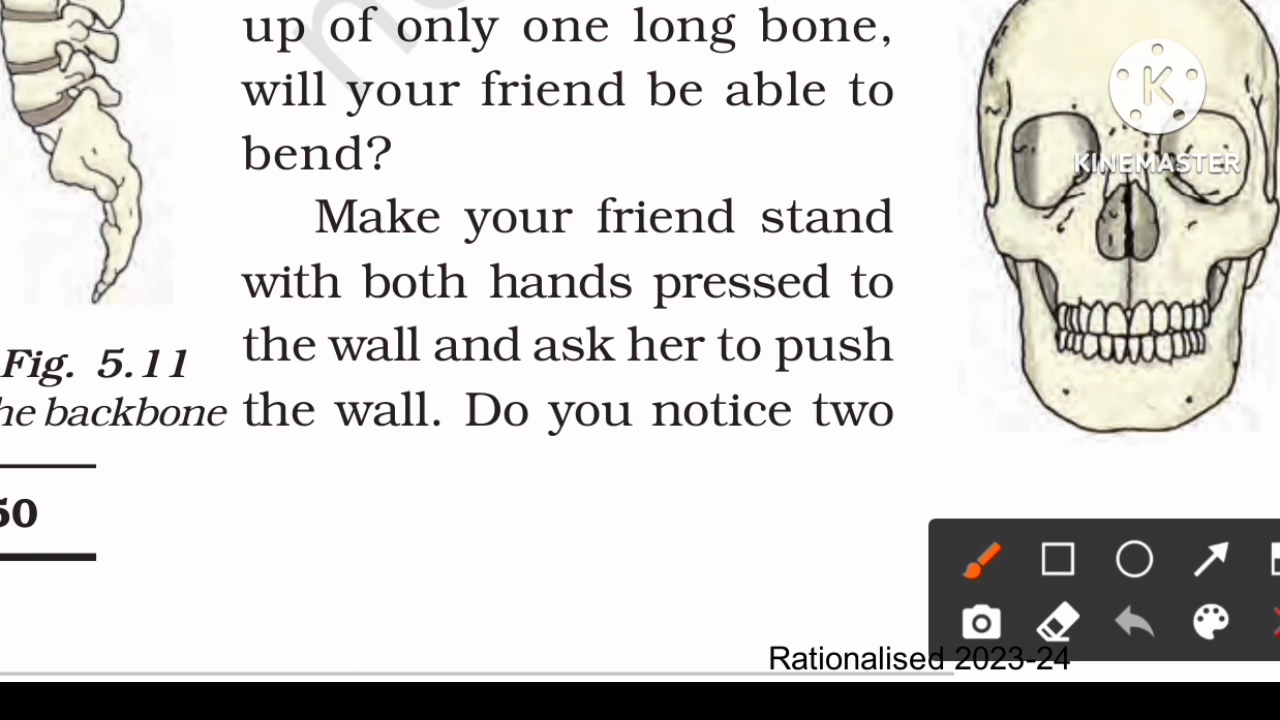 up of only one long bone,
will your friend be able to
bend?
Make your friend stand
with both hands pressed to
the wall and ask her to push
the wall. Do you notice two
Fig. 5.11
backbone
K
KINEMASTER
Rationalised 2023-24